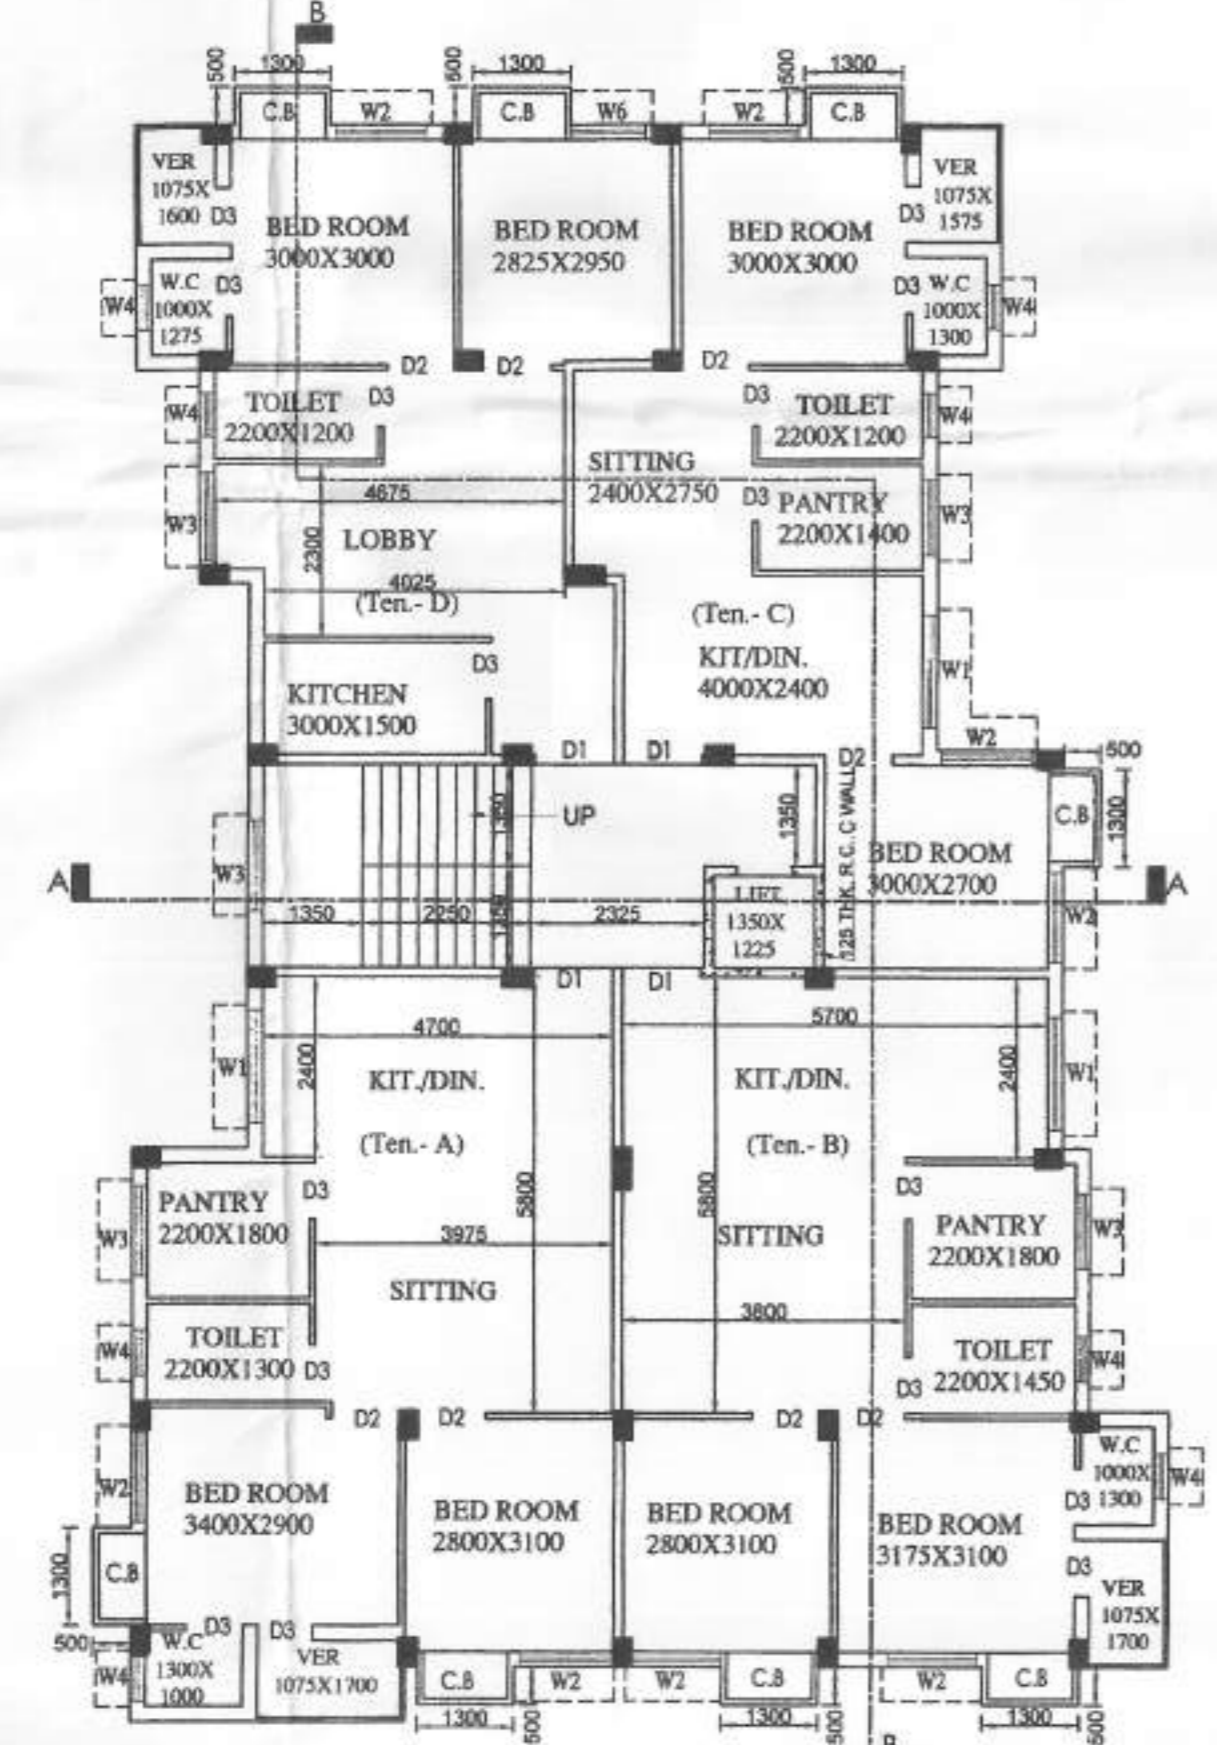 B
500
1300
500
1300
500
1300
C.B
W2
C.B
W6
W2
C.B
VER
1075X
1600
D3
BED ROOM
3000X3000
BED ROOM
2825X2950
BED ROOM
3000X3000
D3
VER
1075X
1575
W4
W.C
1000X
1275
D3
D3
W.C
1000X
1300
W4
D2
D2
D2
W4
TOILET
2200X1200
D3
D3
TOILET
2200X1200
W4
SITTING
2400X2750
W3
4675
D3
PANTRY
2200X1400
W3
LOBBY
2300
4025
(Ten.- D)
(Ten.- C)
KIT/DIN.
4000X2400
W1
D3
KITCHEN
3000X1500
D1
D1
D2
W2
500
1350
UP
1350
125 THK. R.C.C WALL
C.B
1300
W3
BED ROOM
3000X2700
A
A
LIFT
1350X
1225
1350
2250
1350
2325
W2
D1
D1
4700
5700
W1
2400
KIT./DIN.
KIT./DIN.
2400
W1
(Ten.- A)
(Ten.- B)
PANTRY
2200X1800
D3
5800
5800
D3
W3
3975
SITTING
PANTRY
2200X1800
W3
SITTING
3800
W4
TOILET
2200X1300
D3
TOILET
2200X1450
D3
W4
D2
D2
D2
D2
W2
BED ROOM
3400X2900
BED ROOM
2800X3100
BED ROOM
2800X3100
BED ROOM
3175X3100
W.C
1000X
1300
D3
W4
1300
C.B
D3
VER
1075X
1700
500
D3
D3
W.C
1300X
1000
W4
VER
1075X1700
C.B
W2
W2
C.B
W2
C.B
1300
500
1300
500
1300
500
B